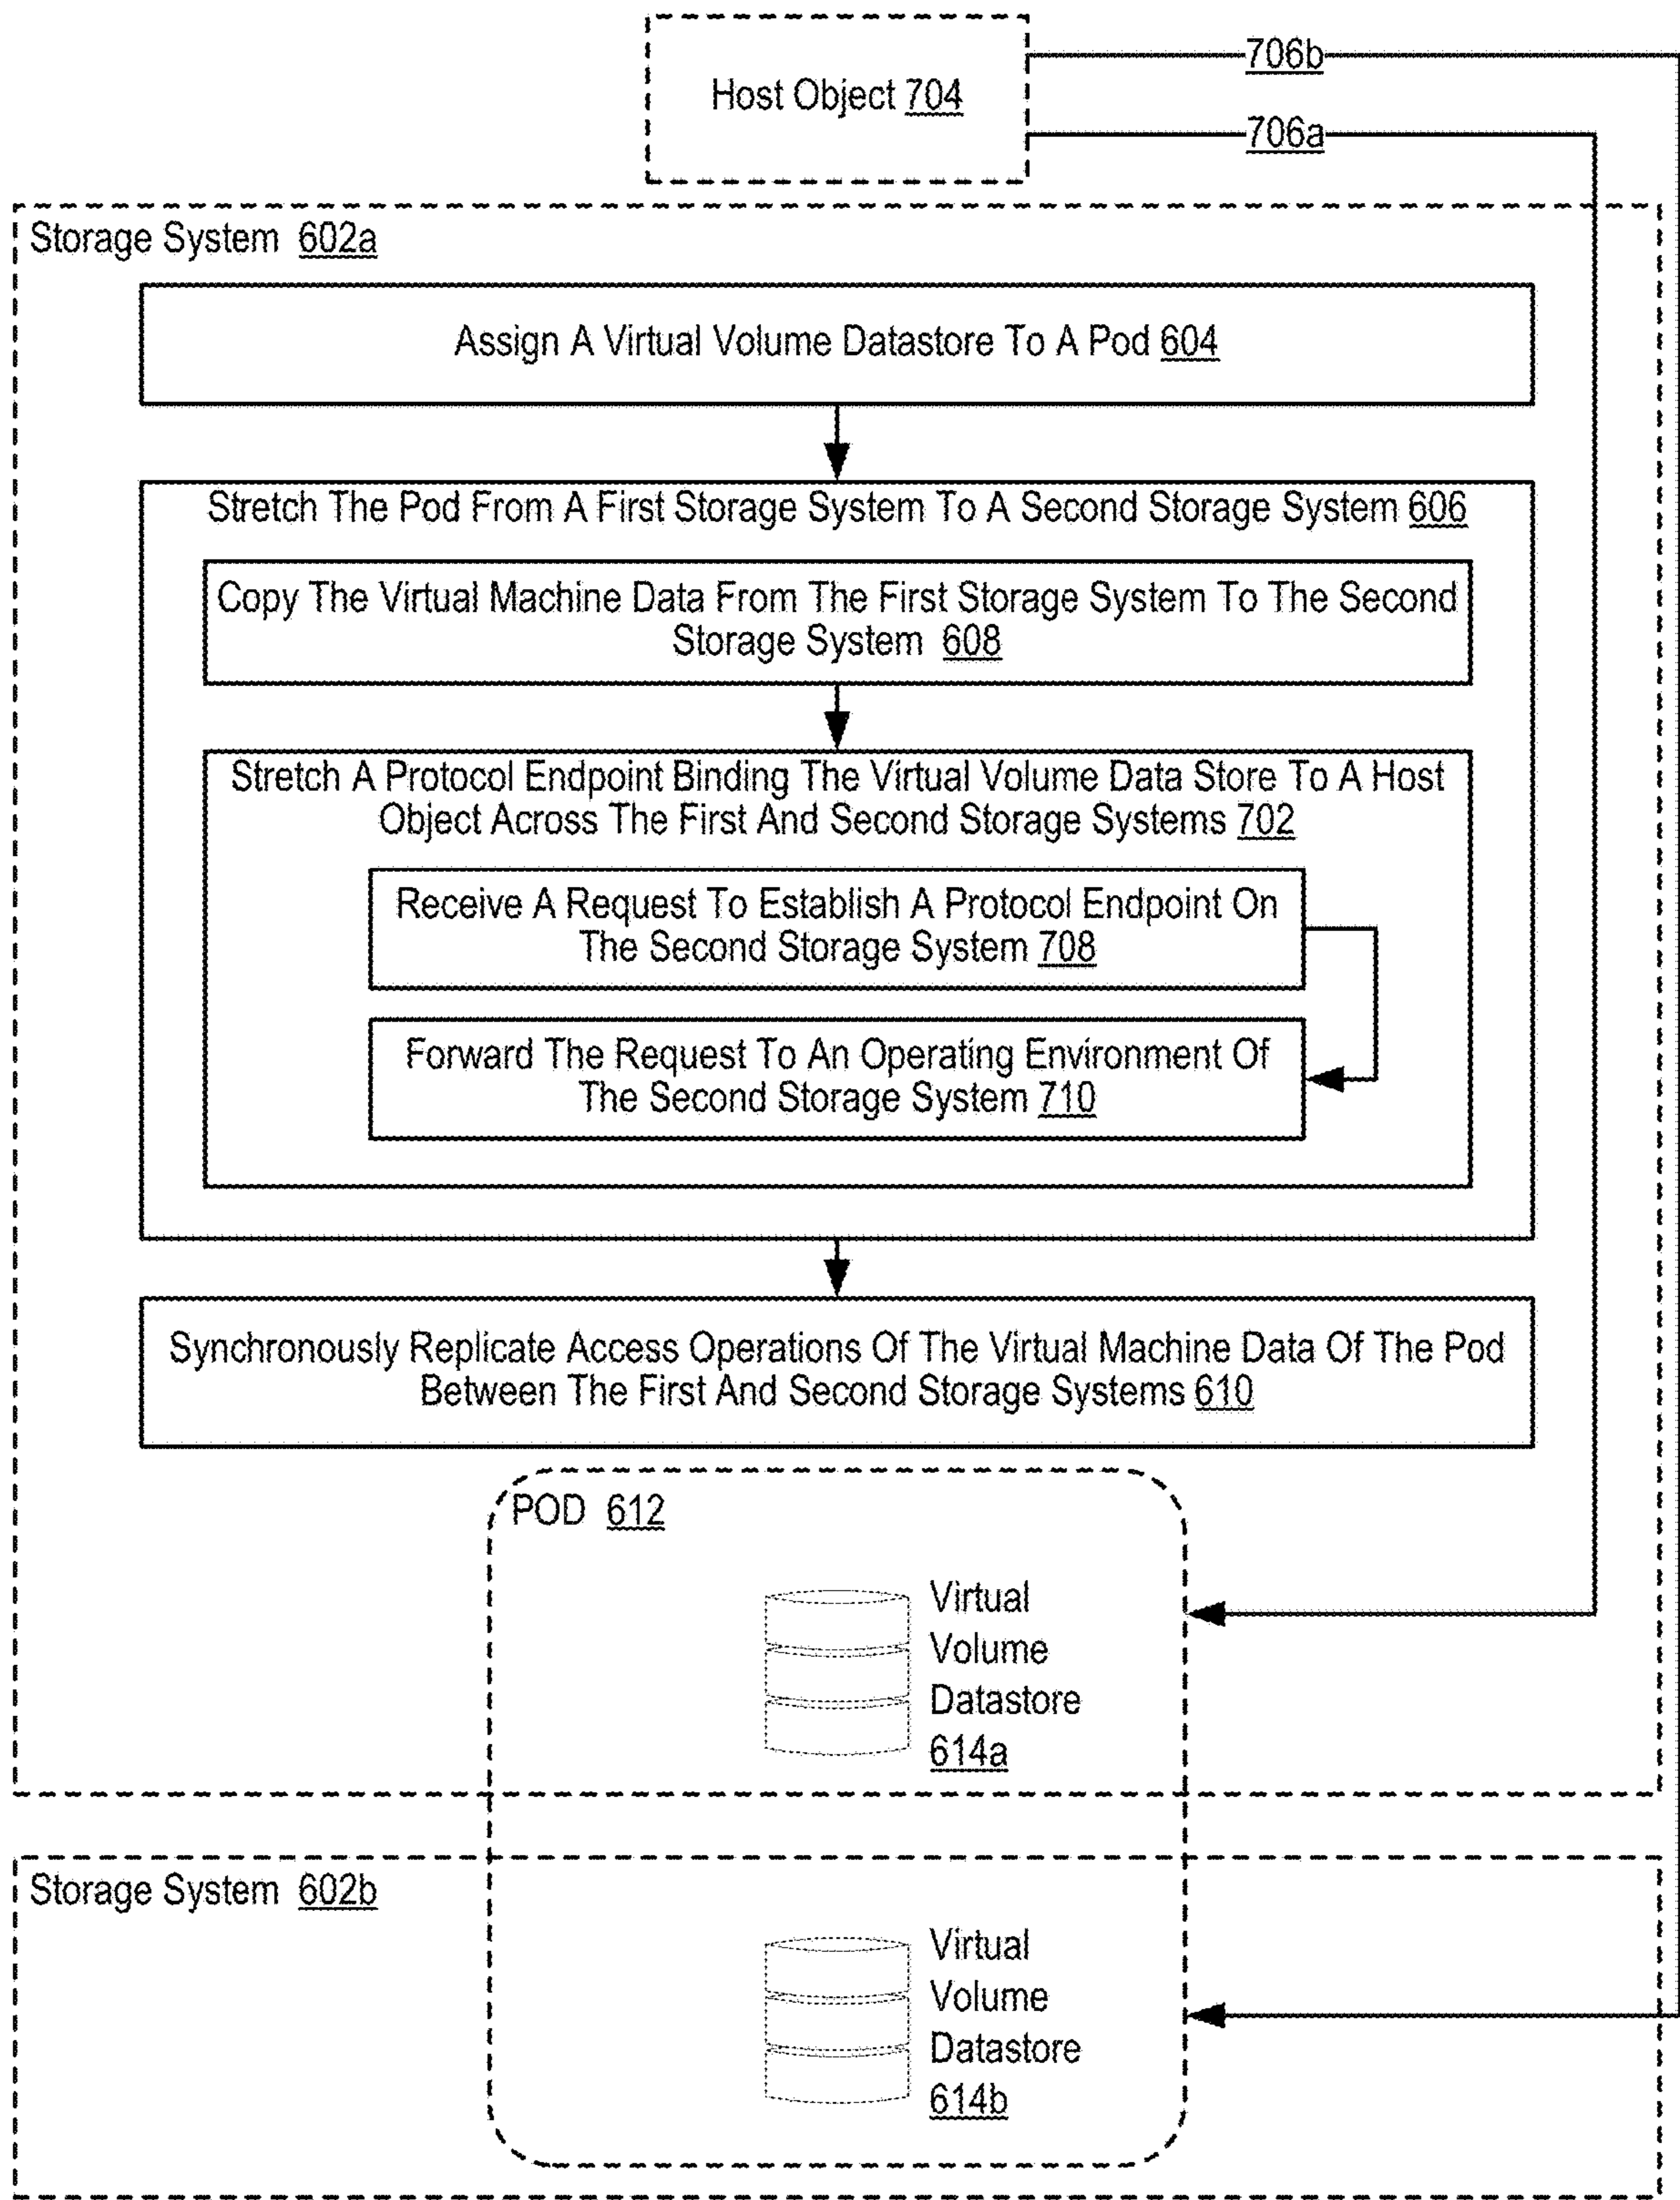 706b
Host Object 704
706a
Storage System 602a
Assign A Virtual Volume Datastore To A Pod 604
Stretch The Pod From A First Storage System To A Second Storage System 606
Copy The Virtual Machine Data From The First Storage System To The Second
Storage System 608
Stretch A Protocol Endpoint Binding The Virtual Volume Data Store To A Host
Object Across The First And Second Storage Systems 702
Receive A Request To Establish A Protocol Endpoint On
The Second Storage System 708
Forward The Request To An Operating Environment Of
The Second Storage System 710
Synchronously Replicate Access Operations Of The Virtual Machine Data Of The Pod
Between The First And Second Storage Systems 610
POD 612
Virtual
Volume
Datastore
614a
Storage System 602b
Virtual
Volume
Datastore
614b